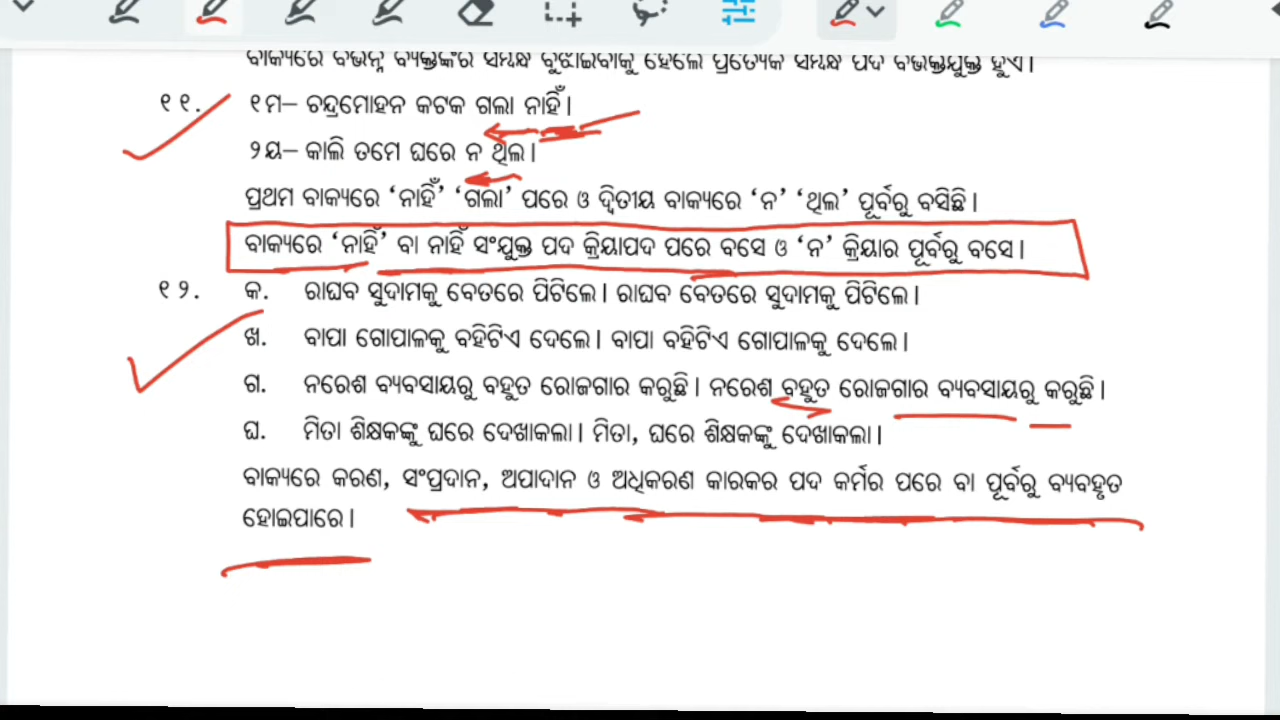 ବାକ୍ୟରେ ବିଭିନ୍ନ ବ୍ୟକ୍ତିଙ୍କର ସମ୍ବନ୍ଧ ବୁଝାଇବାକୁ ହେଲେ ପ୍ରତ୍ୟେକ ସମ୍ବନ୍ଧ ପଦ ବିଭକ୍ତିଯୁକ୍ତ ହୁଏ।
୧୧. ୧ମ– ଚନ୍ଦ୍ରମୋହନ କଟକ ଗଲା ନାହିଁ।
୨ୟ– କାଲି ତମେ ଘରେ ନ ଥିଲ।
ପ୍ରଥମ ବାକ୍ୟରେ ‘ନାହିଁ’ ‘ଗଲା’ ପରେ ଓ ଦ୍ୱିତୀୟ ବାକ୍ୟରେ ‘ନ’ ‘ଥିଲ’ ପୂର୍ବରୁ ବସିଛି।
ବାକ୍ୟରେ ‘ନାହିଁ’ ବା ନାହିଁ ସଂଯୁକ୍ତ ପଦ କ୍ରିୟାପଦ ପରେ ବସେ ଓ ‘ନ’ କ୍ରିୟାର ପୂର୍ବରୁ ବସେ।
୧୨. କ. ରାଘବ ସୁଦାମକୁ ବେତରେ ପିଟିଲେ। ରାଘବ ବେତରେ ସୁଦାମକୁ ପିଟିଲେ।
ଖ. ବାପା ଗୋପାଳକୁ ବହିଟିଏ ଦେଲେ। ବାପା ବହିଟିଏ ଗୋପାଳକୁ ଦେଲେ।
ଗ. ନରେଶ ବ୍ୟବସାୟରୁ ବହୁତ ରୋଜଗାର କରୁଛି। ନରେଶ ବହୁତ ରୋଜଗାର ବ୍ୟବସାୟରୁ କରୁଛି।
ଘ. ମିତା ଶିକ୍ଷକଙ୍କୁ ଘରେ ଦେଖାକଲା। ମିତା, ଘରେ ଶିକ୍ଷକଙ୍କୁ ଦେଖାକଲା।
ବାକ୍ୟରେ କରଣ, ସଂପ୍ରଦାନ, ଅପାଦାନ ଓ ଅଧିକରଣ କାରକର ପଦ କର୍ମର ପରେ ବା ପୂର୍ବରୁ ବ୍ୟବହୃତ
ହୋଇପାରେ।